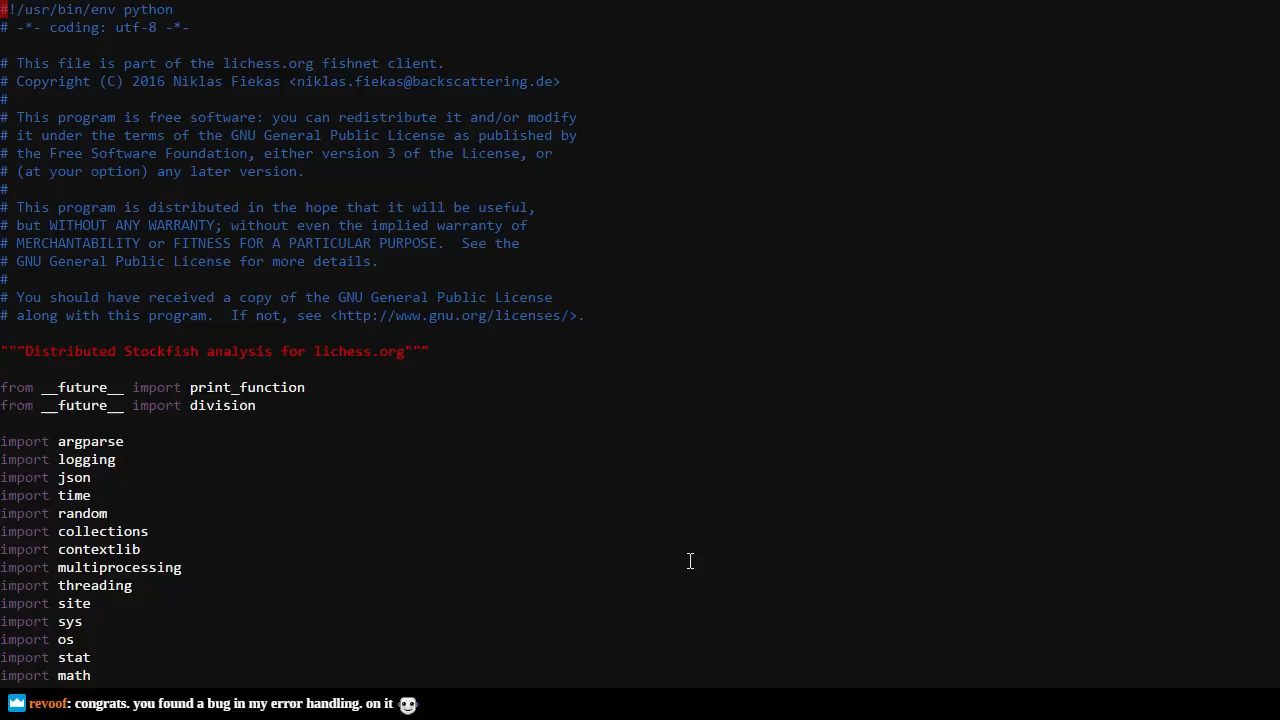 #!/usr/bin/env python
# -*- coding: utf-8 -*-
# This file is part of the lichess.org fishnet client.
# Copyright (C) 2016 Niklas Fiekas <niklas.fiekas@backscattering.de>
#
# This program is free software: you can redistribute it and/or modify
# it under the terms of the GNU General Public License as published by
# the Free Software Foundation, either version 3 of the License, or
# (at your option) any later version.
#
# This program is distributed in the hope that it will be useful,
# but WITHOUT ANY WARRANTY; without even the implied warranty of
# MERCHANTABILITY or FITNESS FOR A PARTICULAR PURPOSE.  See the
# GNU General Public License for more details.
#
# You should have received a copy of the GNU General Public License
# along with this program.  If not, see <http://www.gnu.org/licenses/>.
"""Distributed Stockfish analysis for lichess.org"""
from __future__ import print_function
from __future__ import division
import argparse
import logging
import json
import time
import random
import collections
import contextlib
import multiprocessing
import threading
import site
import sys
import os
import stat
import math
revoof: congrats. you found a bug in my error handling. on it